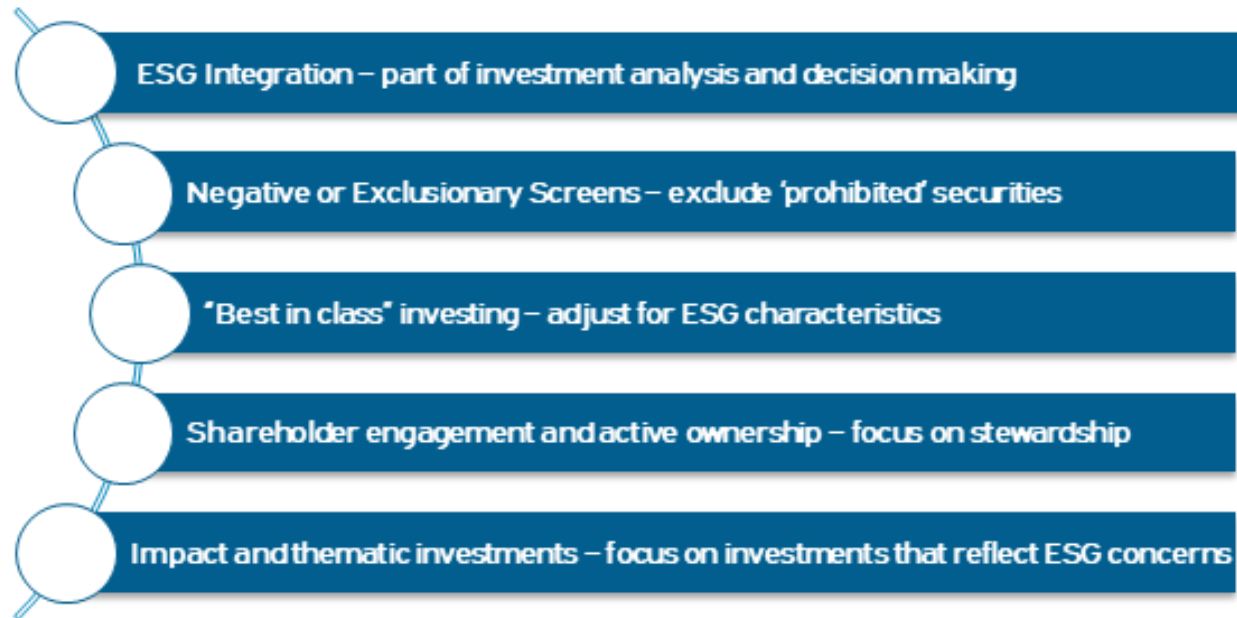 ESG Integration – part of investment analysis and decision making
Negative or Exclusionary Screens – exclude ‘prohibited’ securities
“Best in class” investing – adjust for ESG characteristics
Shareholder engagement and active ownership – focus on stewardship
Impact and thematic investments – focus on investments that reflect ESG concerns